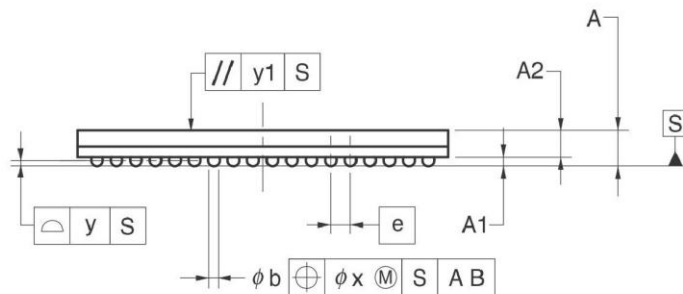 A
// y1 S
A2
S
⌓ y S
e
A1
ϕb ⌖ ϕx Ⓜ S A B